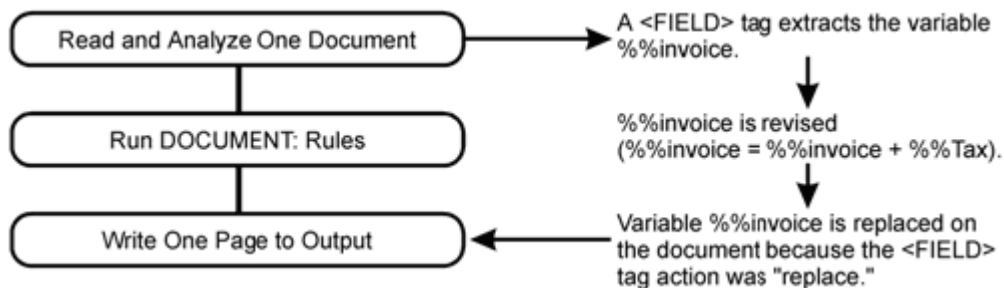 Read and Analyze One Document
A <FIELD> tag extracts the variable
%%invoice.
Run DOCUMENT: Rules
%%invoice is revised
(%%invoice = %%invoice + %%Tax).
Write One Page to Output
Variable %%invoice is replaced on
the document because the <FIELD>
tag action was "replace."